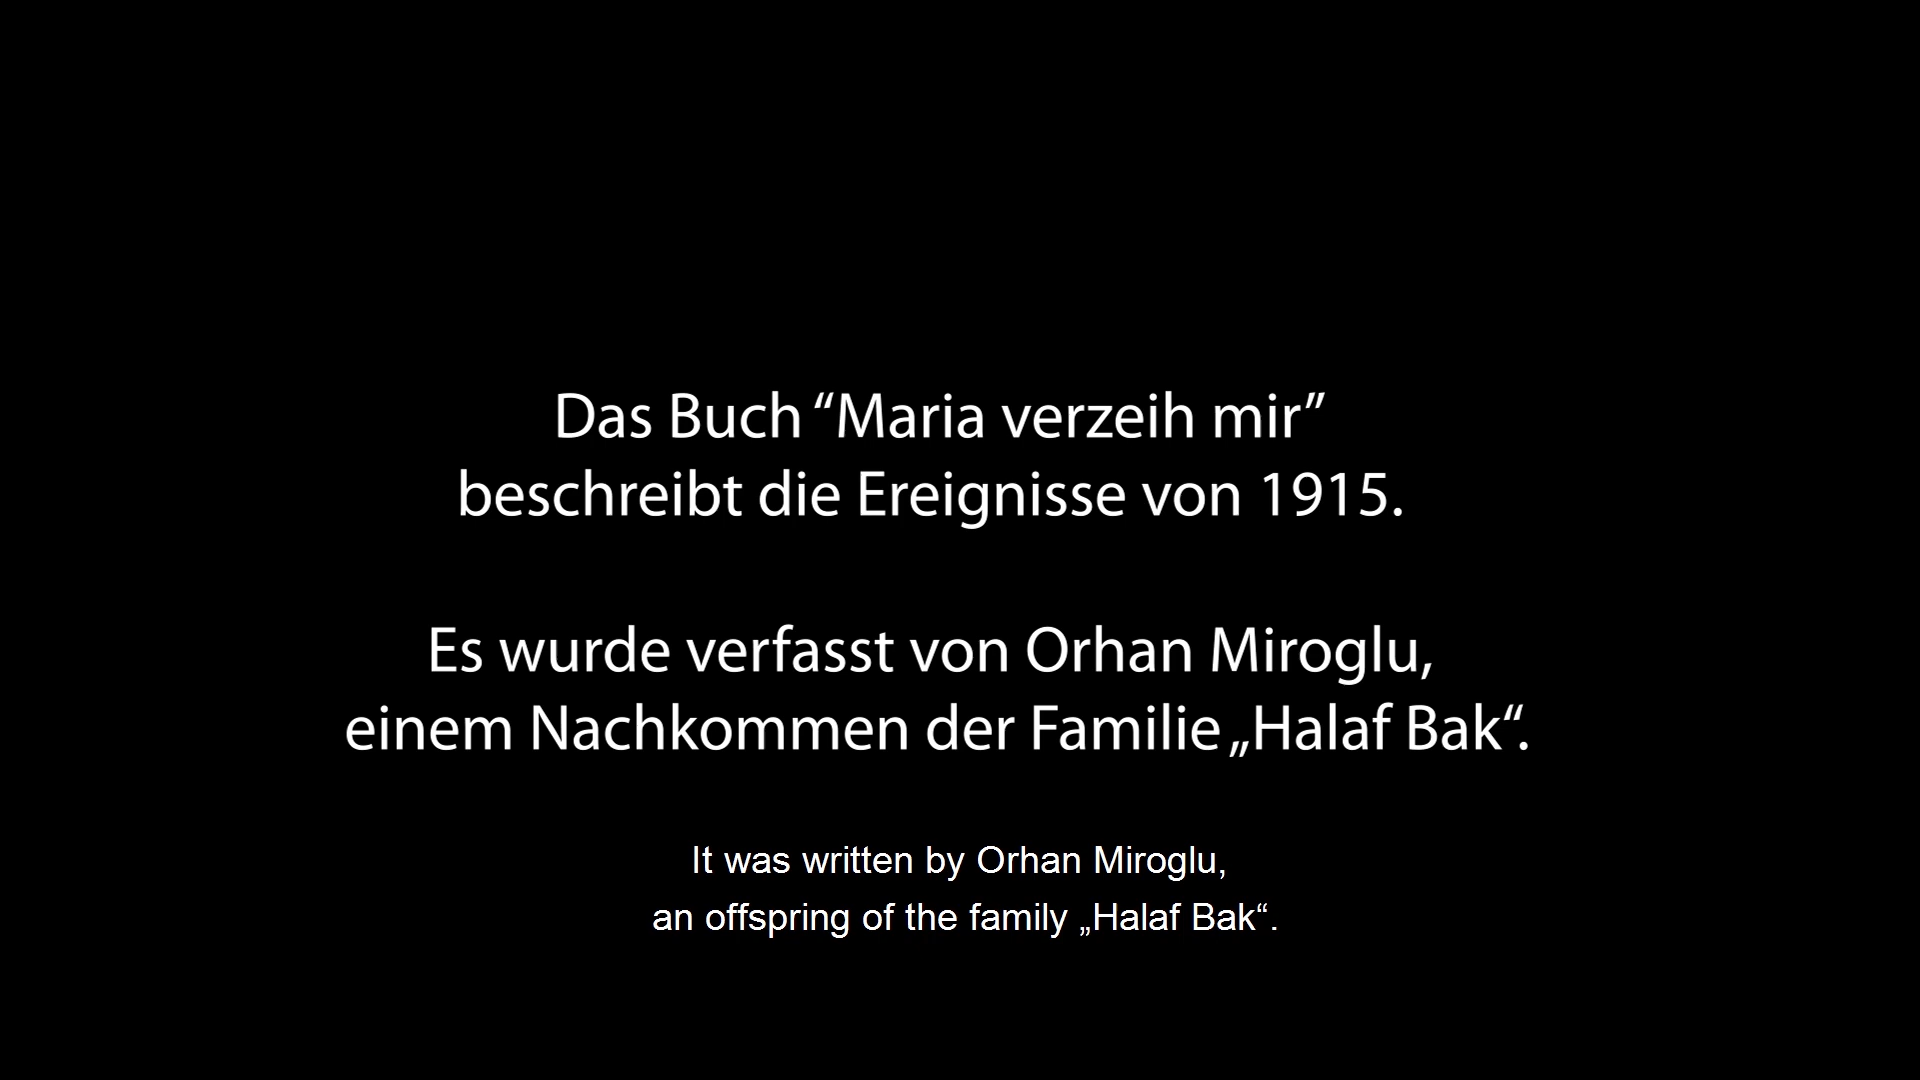 Das Buch “Maria verzeih mir”
beschreibt die Ereignisse von 1915.
Es wurde verfasst von Orhan Miroglu,
einem Nachkommen der Familie „Halaf Bak“.
It was written by Orhan Miroglu,
an offspring of the family „Halaf Bak“.